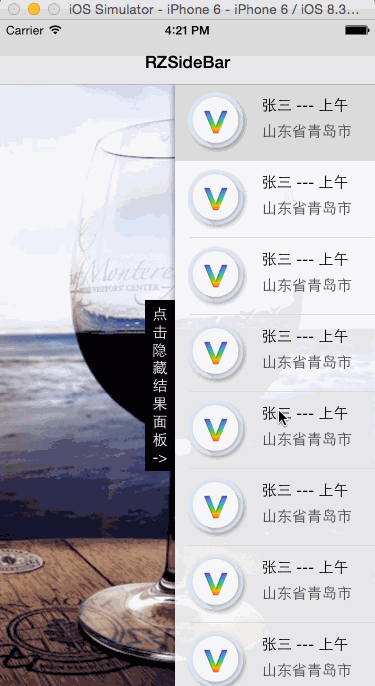 iOS Simulator - iPhone 6 - iPhone 6 / iOS 8.3...
Carrier
4:21 PM
RZSideBar
张三 --- 上午
山东省青岛市
张三 --- 上午
山东省青岛市
张三 --- 上午
山东省青岛市
张三 --- 上午
山东省青岛市
张三 --- 上午
山东省青岛市
张三 --- 上午
山东省青岛市
张三 --- 上午
山东省青岛市
张三 --- 上午
山东省青岛市
点击隐藏结果面板->
Monterey
VISITORS' CENTER